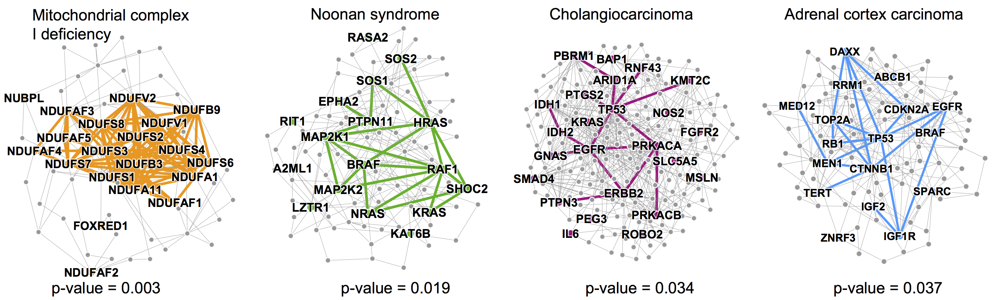 Mitochondrial complex
I deficiency
NUBPL
NDUFV2
NDUFAF3
NDUFB9
NDUFS8
NDUFV1
NDUFAF5
NDUFS2
NDUFAF4
NDUFS3
NDUFS4
NDUFS7
NDUFB3
NDUFS6
NDUFS1
NDUFA1
NDUFA11
NDUFAF1
FOXRED1
NDUFAF2
p-value = 0.003
Noonan syndrome
RASA2
SOS2
SOS1
EPHA2
RIT1
PTPN11
HRAS
MAP2K1
A2ML1
BRAF
RAF1
MAP2K2
SHOC2
LZTR1
NRAS
KRAS
KAT6B
p-value = 0.019
Cholangiocarcinoma
PBRM1
BAP1
RNF43
ARID1A
KMT2C
PTGS2
IDH1
TP53
NOS2
KRAS
IDH2
FGFR2
EGFR
PRKACA
GNAS
SLC5A5
SMAD4
MSLN
ERBB2
PTPN3
PEG3
PRKACB
IL6
ROBO2
p-value = 0.034
Adrenal cortex carcinoma
DAXX
ABCB1
RRM1
MED12
CDKN2A
EGFR
TOP2A
BRAF
TP53
RB1
MEN1
CTNNB1
TERT
SPARC
IGF2
ZNRF3
IGF1R
p-value = 0.037